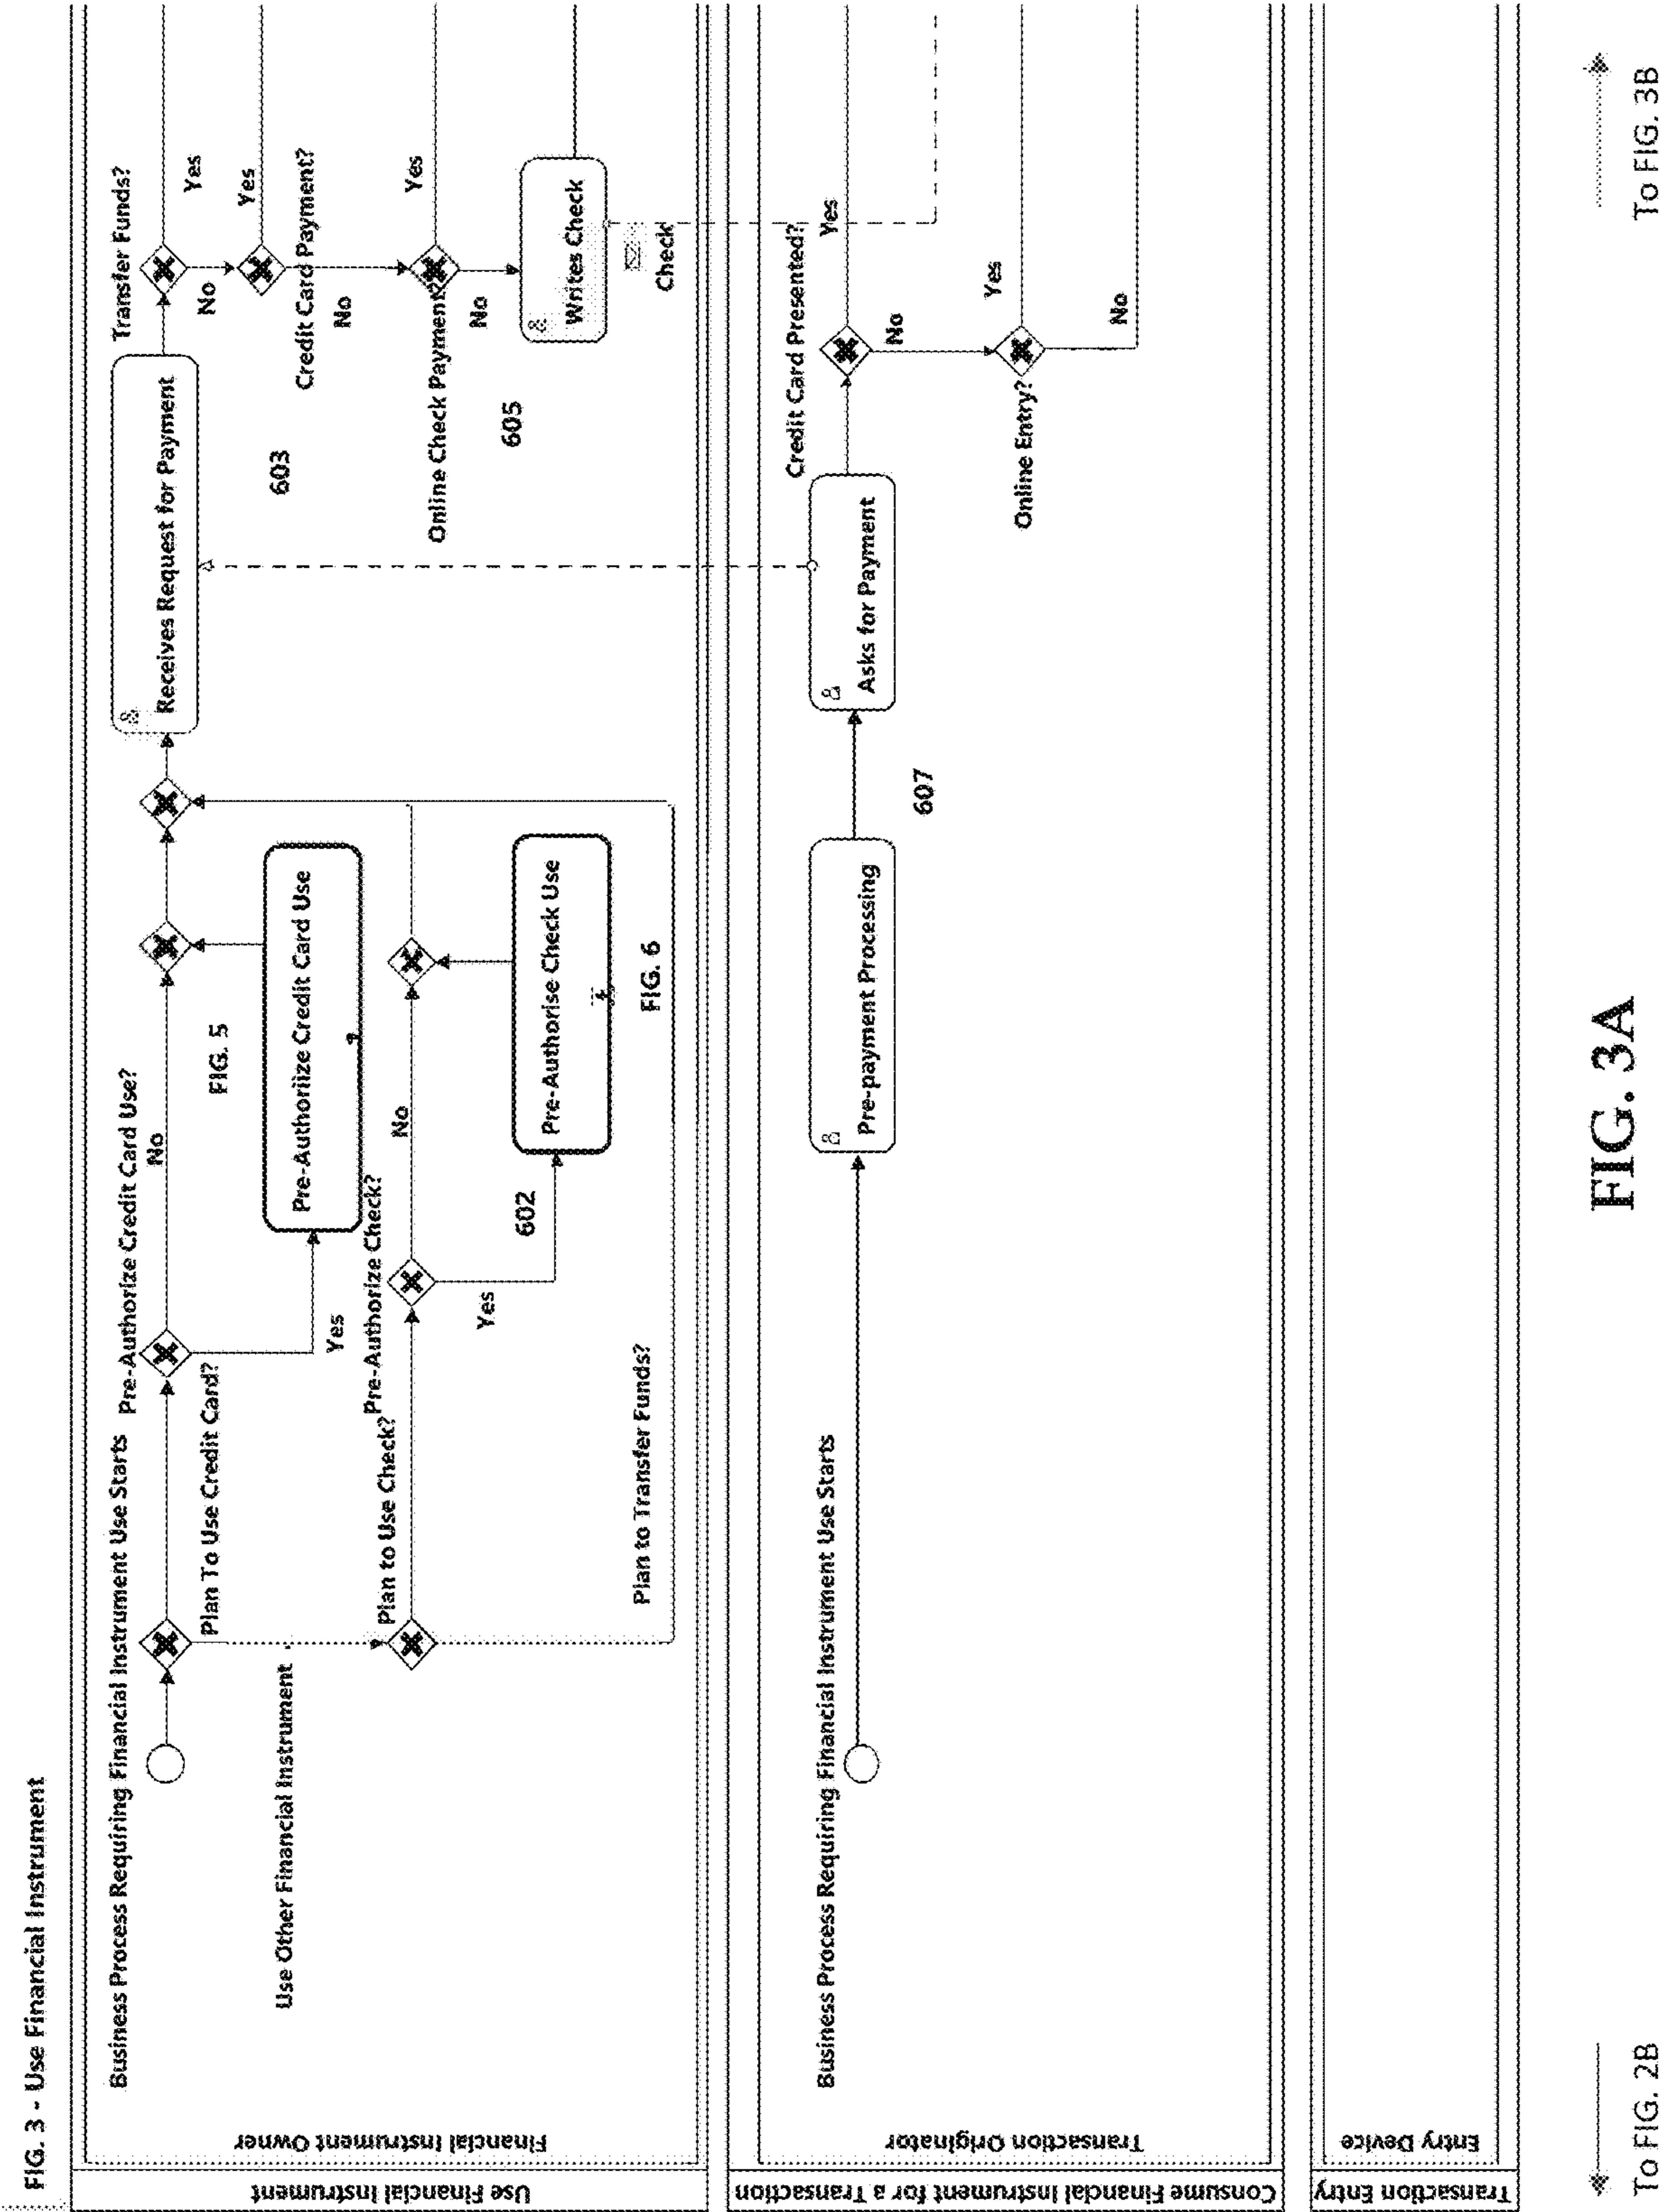 FIG. 3 - Use Financial Instrument
Use Financial Instrument
Financial Instrument Owner
Business Process Requiring Financial Instrument Use Starts
Plan To Use Credit Card?
Use Other Financial Instrument
Pre-Authorize Credit Card Use?
No
Yes
FIG. 5
Pre-Authoriize Credit Card Use
Plan to Use Check?
Pre-Authorize Check?
No
Yes
602
Pre-Authorise Check Use
FIG. 6
Plan to Transfer Funds?
Receives Request for Payment
603
Transfer Funds?
Yes
No
Yes
Credit Card Payment?
No
Online Check Payment?
Yes
No
605
Writes Check
Check
Consume Financial Instrument for a Transaction
Transaction Originator
Business Process Requiring Financial Instrument Use Starts
Pre-payment Processing
607
Asks for Payment
Credit Card Presented?
Yes
No
Online Entry?
Yes
No
Transaction Entry
Entry Device
To FIG. 2B
FIG. 3A
To FIG. 3B